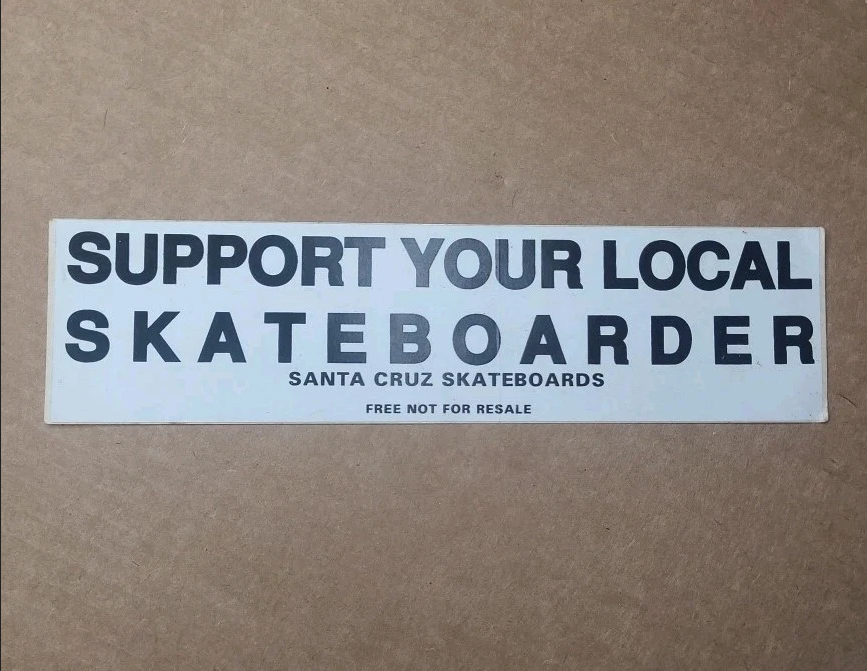 SUPPORT YOUR LOCAL
SKATEBOARDER
SANTA CRUZ SKATEBOARDS
FREE NOT FOR RESALE